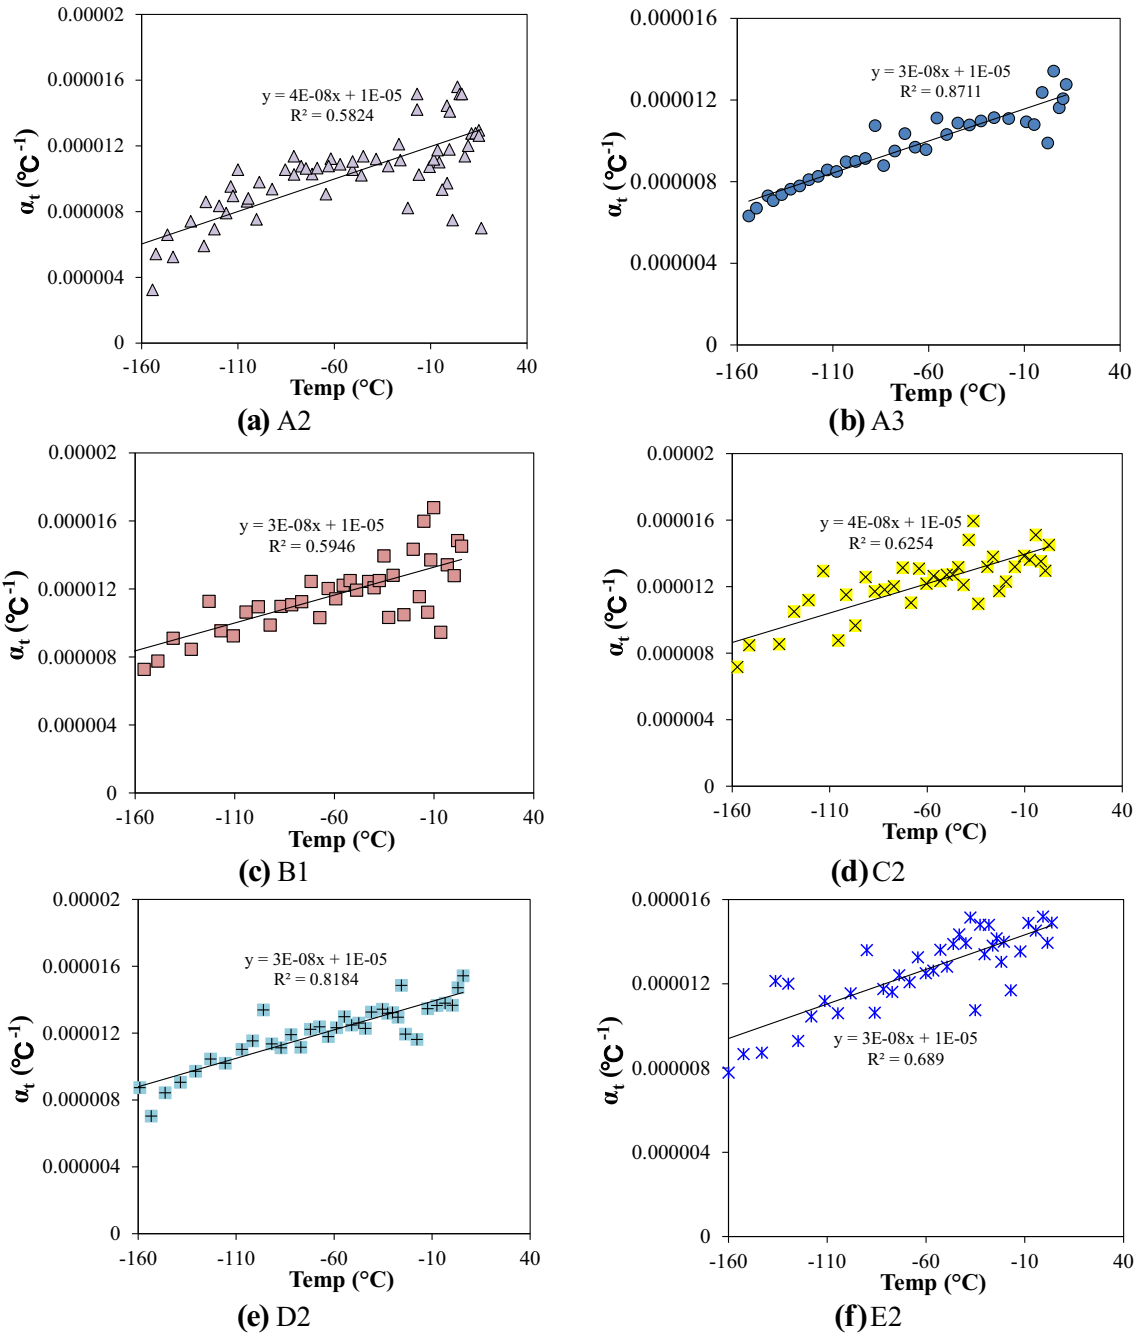 0.00002
0.000016
0.000012
0.000008
0.000004
0
-160
-110
-60
-10
40
αt (°C-1)
y = 4E-08x + 1E-05
R² = 0.5824
Temp (°C)
(a) A2
0.000016
0.000012
0.000008
0.000004
0
-160
-110
-60
-10
40
αt (°C-1)
y = 3E-08x + 1E-05
R² = 0.8711
Temp (°C)
(b) A3
0.00002
0.000016
0.000012
0.000008
0.000004
0
-160
-110
-60
-10
40
αt (°C-1)
y = 3E-08x + 1E-05
R² = 0.5946
Temp (°C)
(c) B1
0.00002
0.000016
0.000012
0.000008
0.000004
0
-160
-110
-60
-10
40
αt (°C-1)
y = 4E-08x + 1E-05
R² = 0.6254
Temp (°C)
(d) C2
0.00002
0.000016
0.000012
0.000008
0.000004
0
-160
-110
-60
-10
40
αt (°C-1)
y = 3E-08x + 1E-05
R² = 0.8184
Temp (°C)
(e) D2
0.000016
0.000012
0.000008
0.000004
0
-160
-110
-60
-10
40
αt (°C-1)
y = 3E-08x + 1E-05
R² = 0.689
Temp (°C)
(f) E2